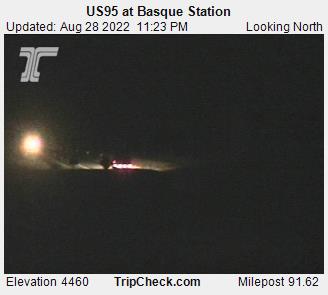 US95 at Basque Station
Updated: Aug 28 2022 11:23 PM Looking North
Elevation 4460 TripCheck.com Milepost 91.62